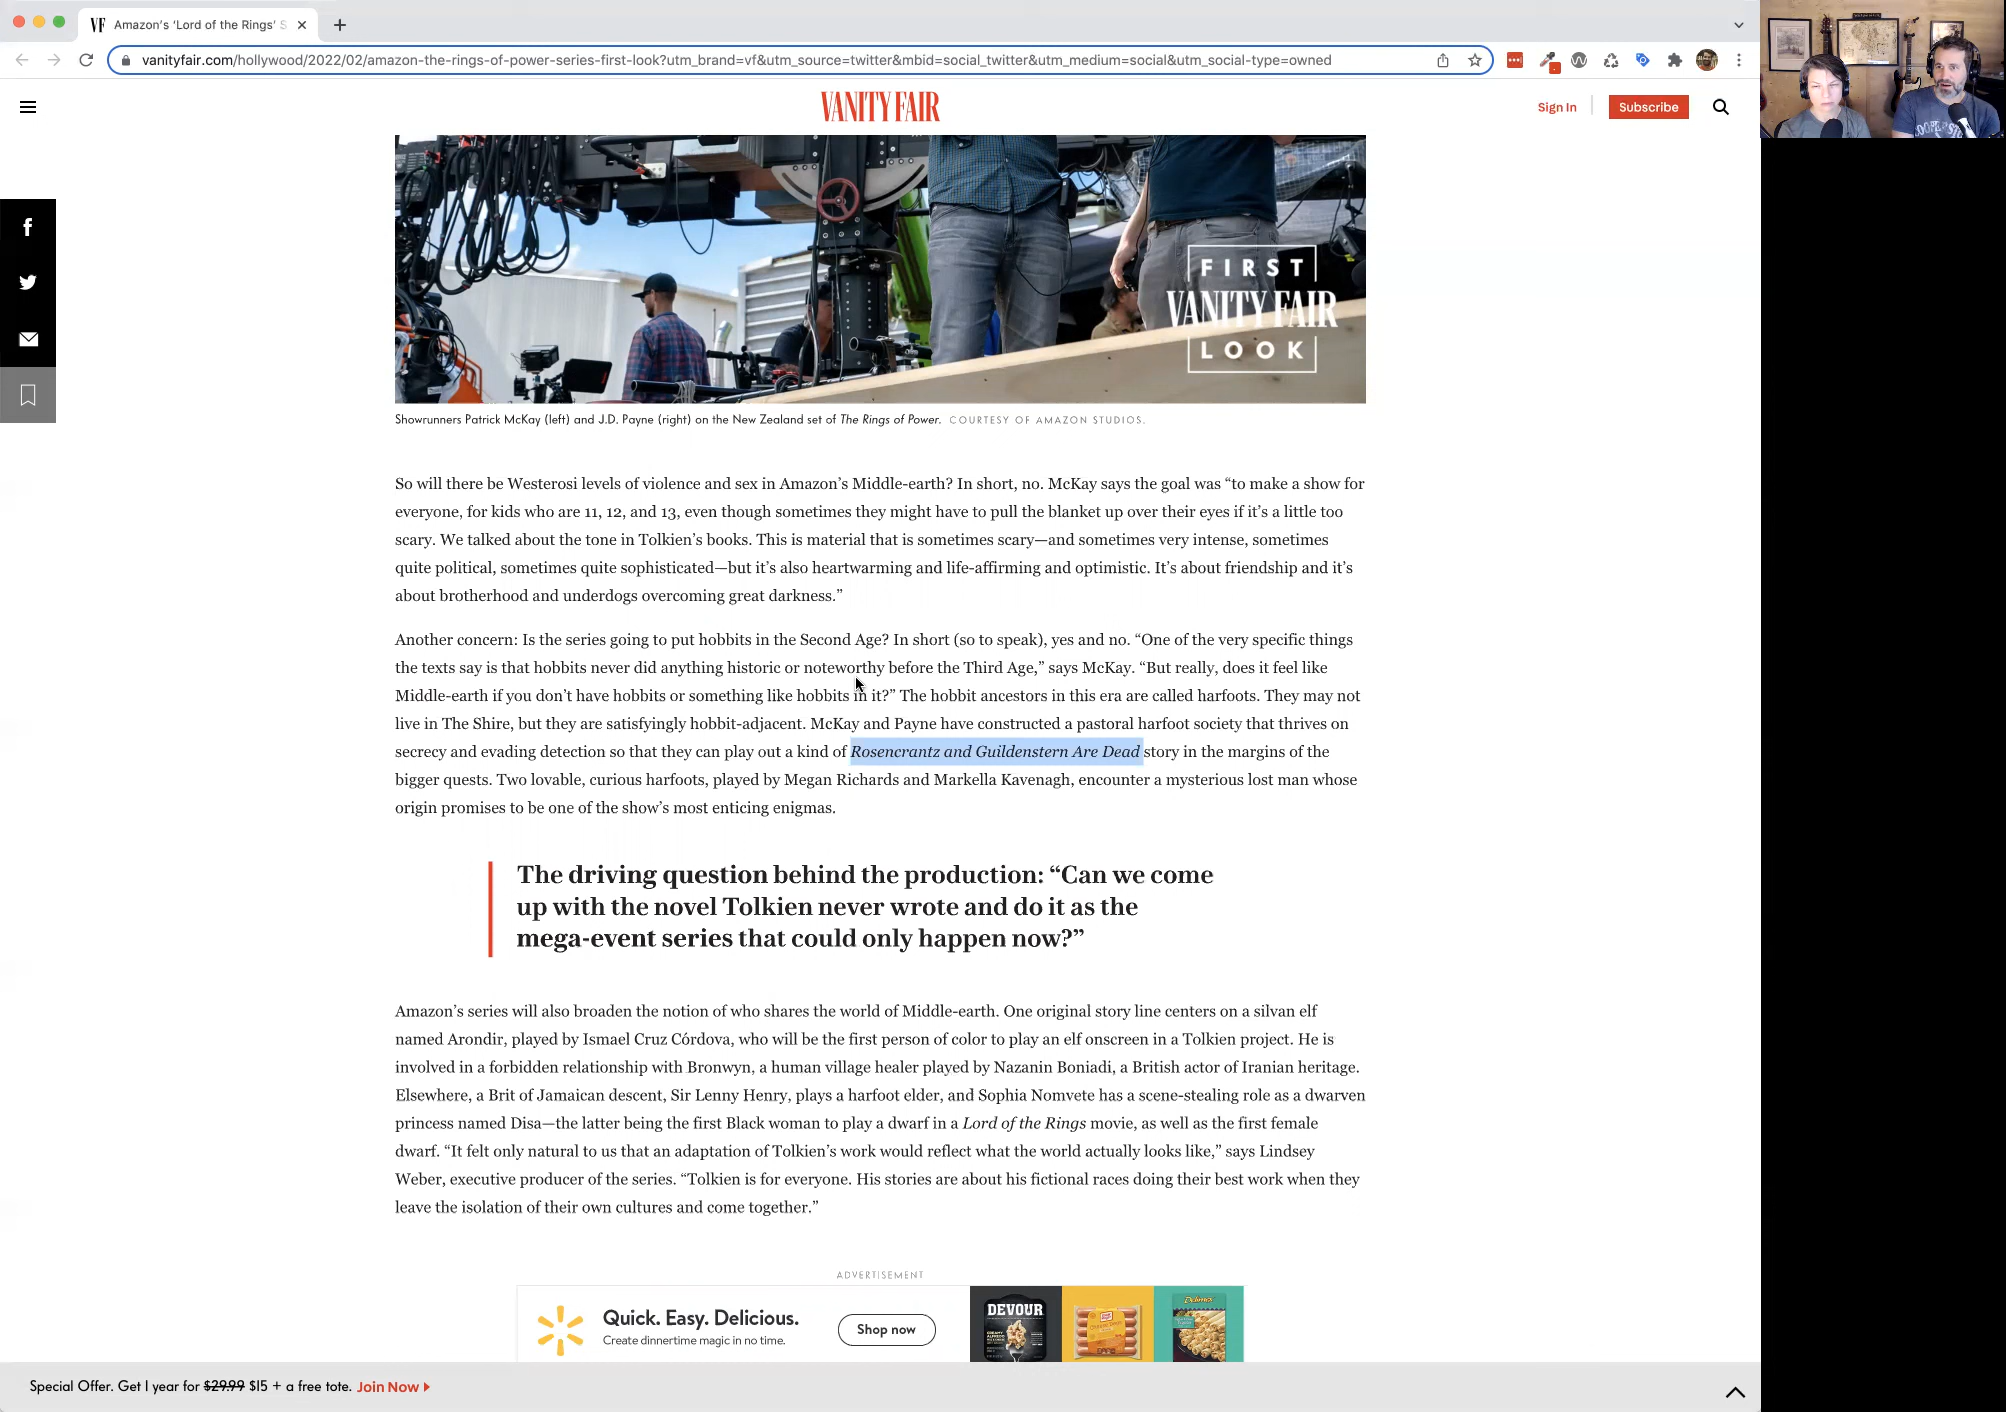 VF Amazon's ‘Lord of the Rings’ S
vanityfair.com/hollywood/2022/02/amazon-the-rings-of-power-series-first-look?utm_brand=vf&utm_source=twitter&mbid=social_twitter&utm_medium=social&utm_social-type=owned
VANITY FAIR
Sign In
Subscribe
FIRST
VANITY FAIR
LOOK
Showrunners Patrick McKay (left) and J.D. Payne (right) on the New Zealand set of The Rings of Power. COURTESY OF AMAZON STUDIOS.
So will there be Westerosi levels of violence and sex in Amazon’s Middle-earth? In short, no. McKay says the goal was “to make a show for
everyone, for kids who are 11, 12, and 13, even though sometimes they might have to pull the blanket up over their eyes if it’s a little too
scary. We talked about the tone in Tolkien’s books. This is material that is sometimes scary—and sometimes very intense, sometimes
quite political, sometimes quite sophisticated—but it’s also heartwarming and life-affirming and optimistic. It’s about friendship and it’s
about brotherhood and underdogs overcoming great darkness.”
Another concern: Is the series going to put hobbits in the Second Age? In short (so to speak), yes and no. “One of the very specific things
the texts say is that hobbits never did anything historic or noteworthy before the Third Age,” says McKay. “But really, does it feel like
Middle-earth if you don’t have hobbits or something like hobbits in it?” The hobbit ancestors in this era are called harfoots. They may not
live in The Shire, but they are satisfyingly hobbit-adjacent. McKay and Payne have constructed a pastoral harfoot society that thrives on
secrecy and evading detection so that they can play out a kind of Rosencrantz and Guildenstern Are Dead story in the margins of the
bigger quests. Two lovable, curious harfoots, played by Megan Richards and Markella Kavenagh, encounter a mysterious lost man whose
origin promises to be one of the show’s most enticing enigmas.
The driving question behind the production: “Can we come
up with the novel Tolkien never wrote and do it as the
mega-event series that could only happen now?”
Amazon’s series will also broaden the notion of who shares the world of Middle-earth. One original story line centers on a silvan elf
named Arondir, played by Ismael Cruz Córdova, who will be the first person of color to play an elf onscreen in a Tolkien project. He is
involved in a forbidden relationship with Bronwyn, a human village healer played by Nazanin Boniadi, a British actor of Iranian heritage.
Elsewhere, a Brit of Jamaican descent, Sir Lenny Henry, plays a harfoot elder, and Sophia Nomvete has a scene-stealing role as a dwarven
princess named Disa—the latter being the first Black woman to play a dwarf in a Lord of the Rings movie, as well as the first female
dwarf. “It felt only natural to us that an adaptation of Tolkien’s work would reflect what the world actually looks like,” says Lindsey
Weber, executive producer of the series. “Tolkien is for everyone. His stories are about his fictional races doing their best work when they
leave the isolation of their own cultures and come together.”
ADVERTISEMENT
Quick. Easy. Delicious.
Create dinnertime magic in no time.
Shop now
DEVOUR
Delimex
Special Offer. Get 1 year for $29.99 $15 + a free tote. Join Now